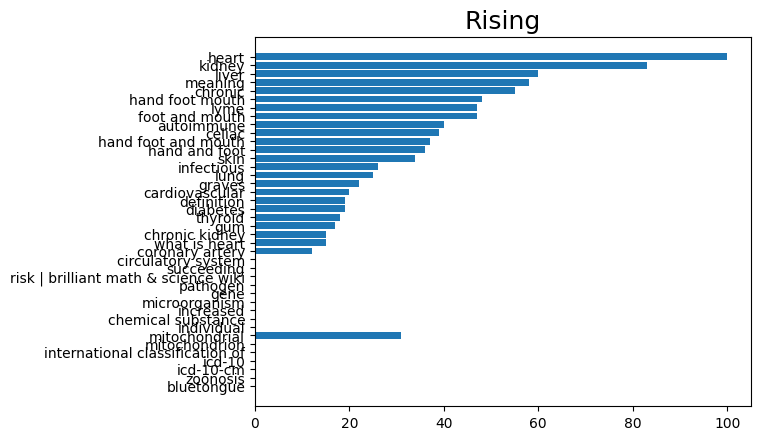 Rising
heart
kidney
liver
meaning
chronic
hand foot mouth
lyme
foot and mouth
autoimmune
celiac
hand foot and mouth
hand and foot
skin
infectious
lung
graves
cardiovascular
definition
diabetes
thyroid
gum
chronic kidney
what is heart
coronary artery
circulatory system
succeeding
risk | brilliant math & science wiki
pathogen
gene
microorganism
increased
chemical substance
individual
mitochondrial
mitochondrion
international classification of
icd-10
icd-10-cm
zoonosis
bluetongue
0 20 40 60 80 100